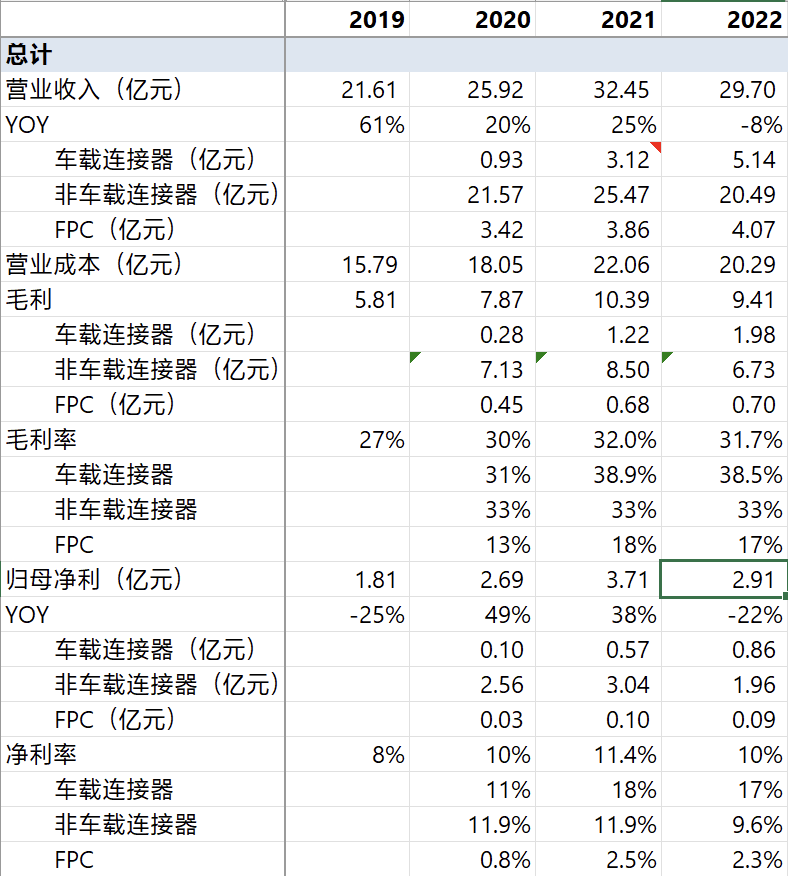 2019 2020 2021 2022
总计
营业收入（亿元） 21.61 25.92 32.45 29.70
YOY 61% 20% 25% -8%
车载连接器（亿元） 0.93 3.12 5.14
非车载连接器（亿元） 21.57 25.47 20.49
FPC（亿元） 3.42 3.86 4.07
营业成本（亿元） 15.79 18.05 22.06 20.29
毛利 5.81 7.87 10.39 9.41
车载连接器（亿元） 0.28 1.22 1.98
非车载连接器（亿元） 7.13 8.50 6.73
FPC（亿元） 0.45 0.68 0.70
毛利率 27% 30% 32.0% 31.7%
车载连接器 31% 38.9% 38.5%
非车载连接器 33% 33% 33%
FPC 13% 18% 17%
归母净利（亿元） 1.81 2.69 3.71 2.91
YOY -25% 49% 38% -22%
车载连接器（亿元） 0.10 0.57 0.86
非车载连接器（亿元） 2.56 3.04 1.96
FPC（亿元） 0.03 0.10 0.09
净利率 8% 10% 11.4% 10%
车载连接器 11% 18% 17%
非车载连接器 11.9% 11.9% 9.6%
FPC 0.8% 2.5% 2.3%